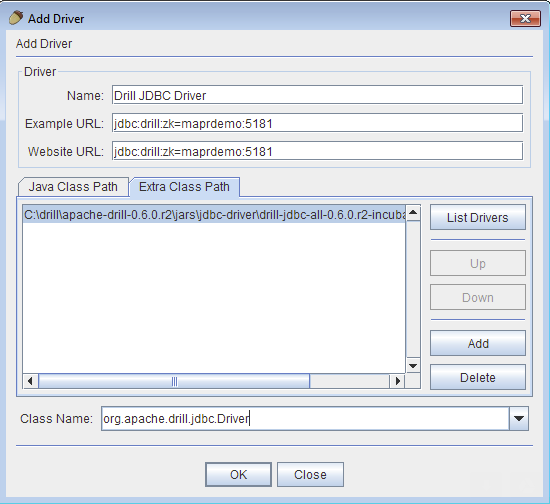 Add Driver
Add Driver
Driver
Name: Drill JDBC Driver
Example URL: jdbc:drill:zk=maprdemo:5181
Website URL: jdbc:drill:zk=maprdemo:5181
Java Class Path Extra Class Path
C:\drill\apache-drill-0.6.0.r2\jars\jdbc-driver\drill-jdbc-all-0.6.0.r2-incuba
List Drivers
Up
Down
Add
Delete
Class Name: org.apache.drill.jdbc.Driver
OK Close